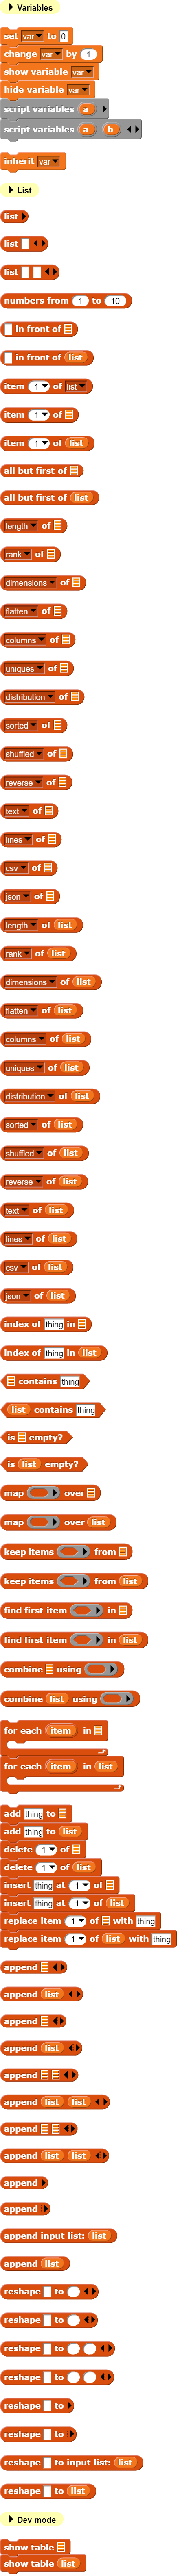 Variables
set var to 0
change var by 1
show variable var
hide variable var
script variables a
script variables a b
inherit var
List
list
list
list
numbers from 1 to 10
in front of
in front of list
item 1 of list
item 1 of
item 1 of list
all but first of
all but first of list
length of
rank of
dimensions of
flatten of
columns of
uniques of
distribution of
sorted of
shuffled of
reverse of
text of
lines of
csv of
json of
length of list
rank of list
dimensions of list
flatten of list
columns of list
uniques of list
distribution of list
sorted of list
shuffled of list
reverse of list
text of list
lines of list
csv of list
json of list
index of thing in
index of thing in list
contains thing
list contains thing
is empty?
is list empty?
map over
map over list
keep items from
keep items from list
find first item in
find first item in list
combine using
combine list using
for each item in
for each item in list
add thing to
add thing to list
delete 1 of
delete 1 of list
insert thing at 1 of
insert thing at 1 of list
replace item 1 of with thing
replace item 1 of list with thing
append
append list
append
append list
append
append list list
append
append list list
append
append
append input list: list
append list
reshape to
reshape to
reshape to
reshape to
reshape to
reshape to
reshape to input list: list
reshape to list
Dev mode
show table
show table list